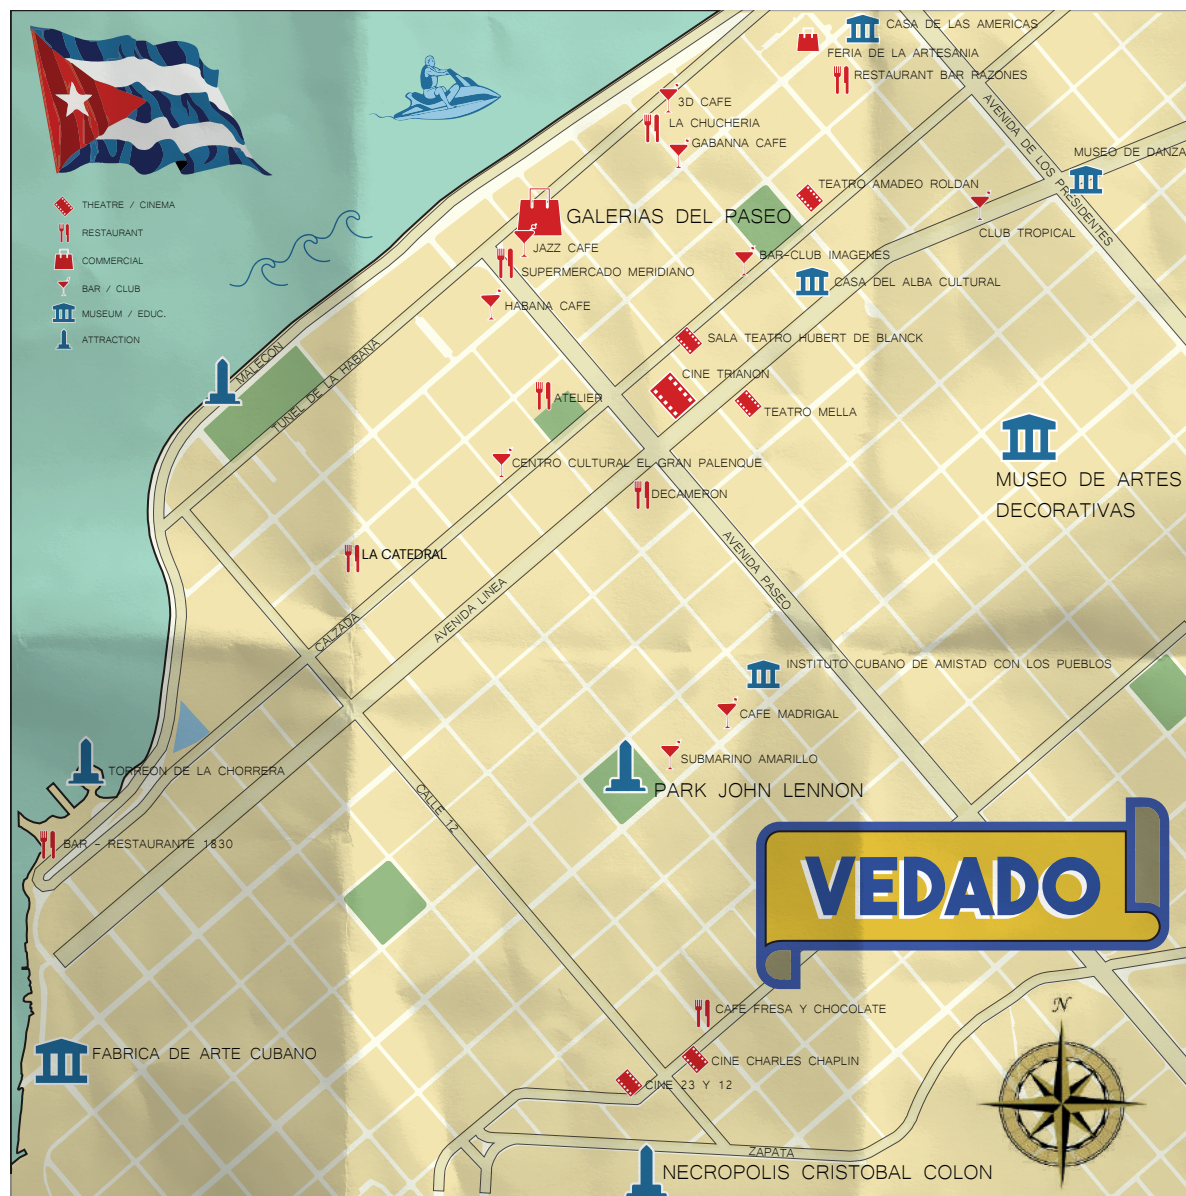 CASA DE LAS AMERICAS
FERIA DE LA ARTESANIA
RESTAURANT BAR RAZONES
3D CAFE
LA CHUCHERIA
GABANNA CAFE
AVENIDA DE LOS PRESIDENTES
MUSEO DE DANZA
TEATRO AMADEO ROLDAN
CLUB TROPICAL
THEATRE / CINEMA
RESTAURANT
COMMERCIAL
BAR / CLUB
MUSEUM / EDUC.
ATTRACTION
GALERIAS DEL PASEO
JAZZ CAFE
SUPERMERCADO MERIDIANO
HABANA CAFE
BAR-CLUB IMAGENES
CASA DEL ALBA CULTURAL
SALA TEATRO HUBERT DE BLANCK
CINE TRIANON
TEATRO MELLA
MALECON
TUNEL DE LA HABANA
ATELIER
CENTRO CULTURAL EL GRAN PALENQUE
DECAMERON
MUSEO DE ARTES
DECORATIVAS
LA CATEDRAL
AVENIDA PASEO
AVENIDA LINEA
CALZADA
INSTITUTO CUBANO DE AMISTAD CON LOS PUEBLOS
CAFE MADRIGAL
SUBMARINO AMARILLO
PARK JOHN LENNON
TORREON DE LA CHORRERA
CALLE 12
BAR - RESTAURANTE 1830
VEDADO
CAFE FRESA Y CHOCOLATE
N
FABRICA DE ARTE CUBANO
CINE CHARLES CHAPLIN
CINE 23 Y 12
ZAPATA
NECROPOLIS CRISTOBAL COLON